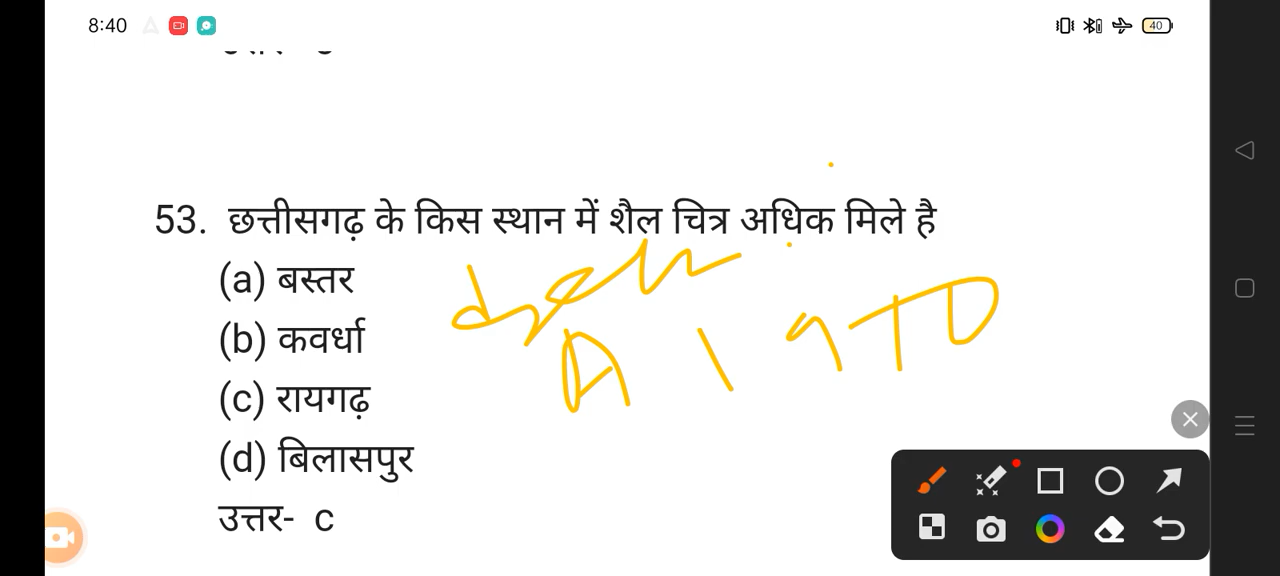 8:40
40
53. छत्तीसगढ़ के किस स्थान में शैल चित्र अधिक मिले है
(a) बस्तर
(b) कवर्धा
(c) रायगढ़
(d) बिलासपुर
उत्तर- c